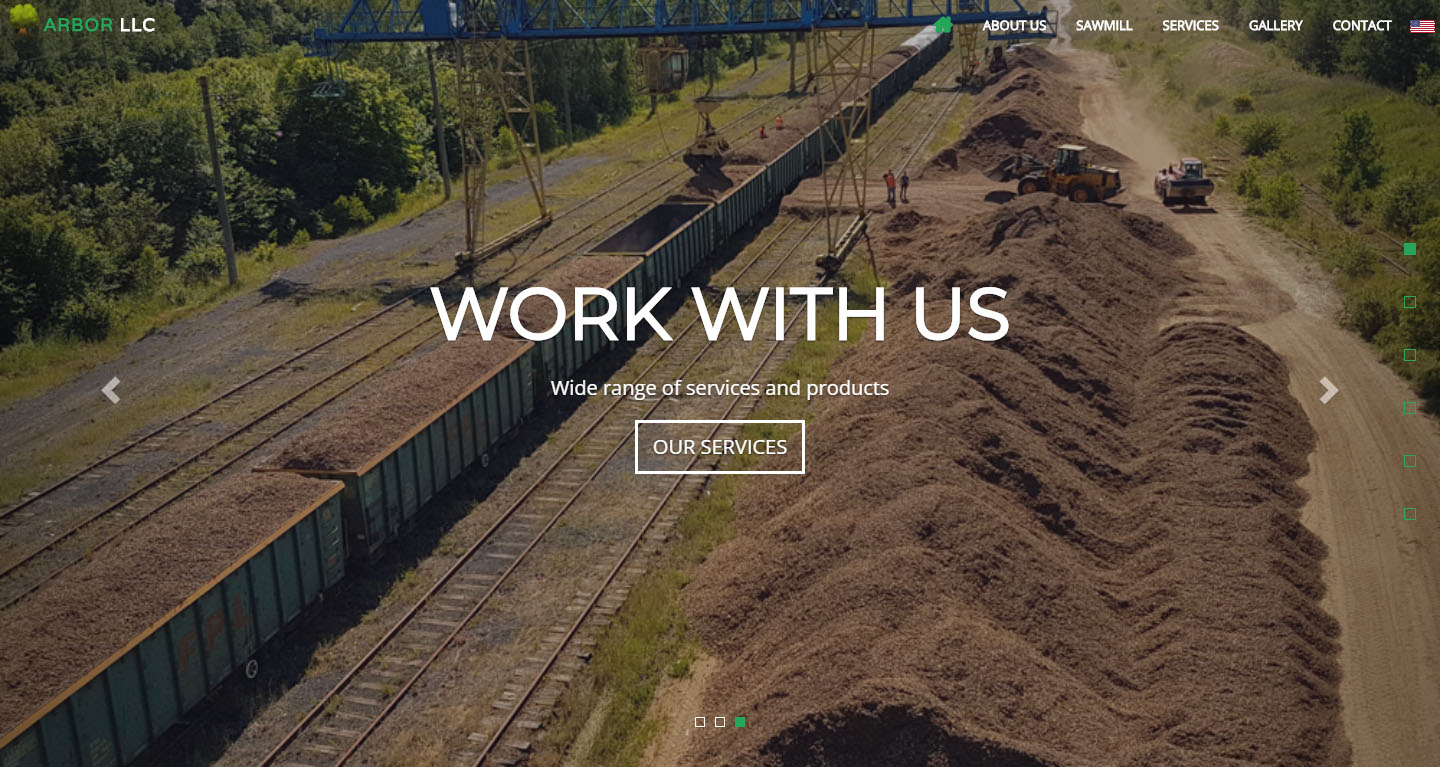 ARBOR LLC
ABOUT US
SAWMILL
SERVICES
GALLERY
CONTACT
WORK WITH US
Wide range of services and products
OUR SERVICES